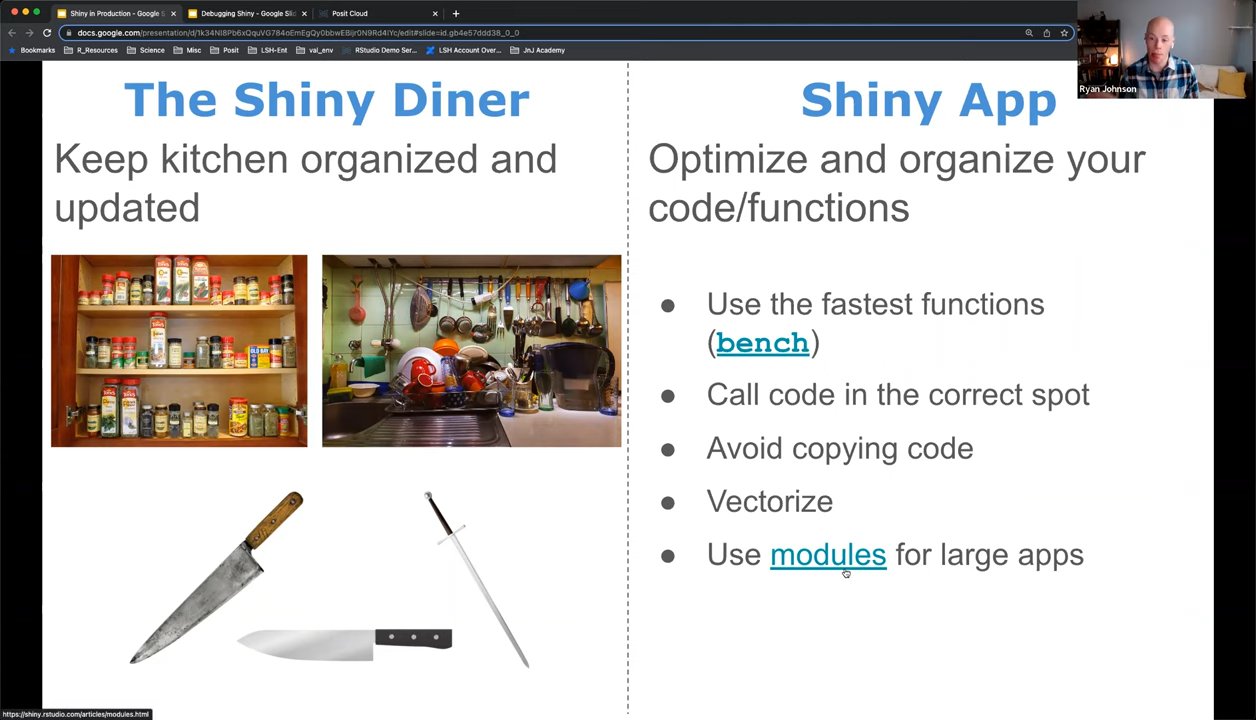 Shiny in Production - Google S
Debugging Shiny - Google Slid
Posit Cloud
docs.google.com/presentation/d/1k34NI8Pb6xQquVG784oEmEgQy0bbwEBijr0N9Rd4lYc/edit#slide=id.gb4e57ddd38_0_0
Bookmarks
R_Resources
Science
Misc
Posit
LSH-Ent
val_env
RStudio Demo Ser...
LSH Account Over...
JnJ Academy
Ryan Johnson
The Shiny Diner
Keep kitchen organized and
updated
OLD BAY
Shiny App
Optimize and organize your
code/functions
● Use the fastest functions
(bench)
● Call code in the correct spot
● Avoid copying code
● Vectorize
● Use modules for large apps
https://shiny.rstudio.com/articles/modules.html